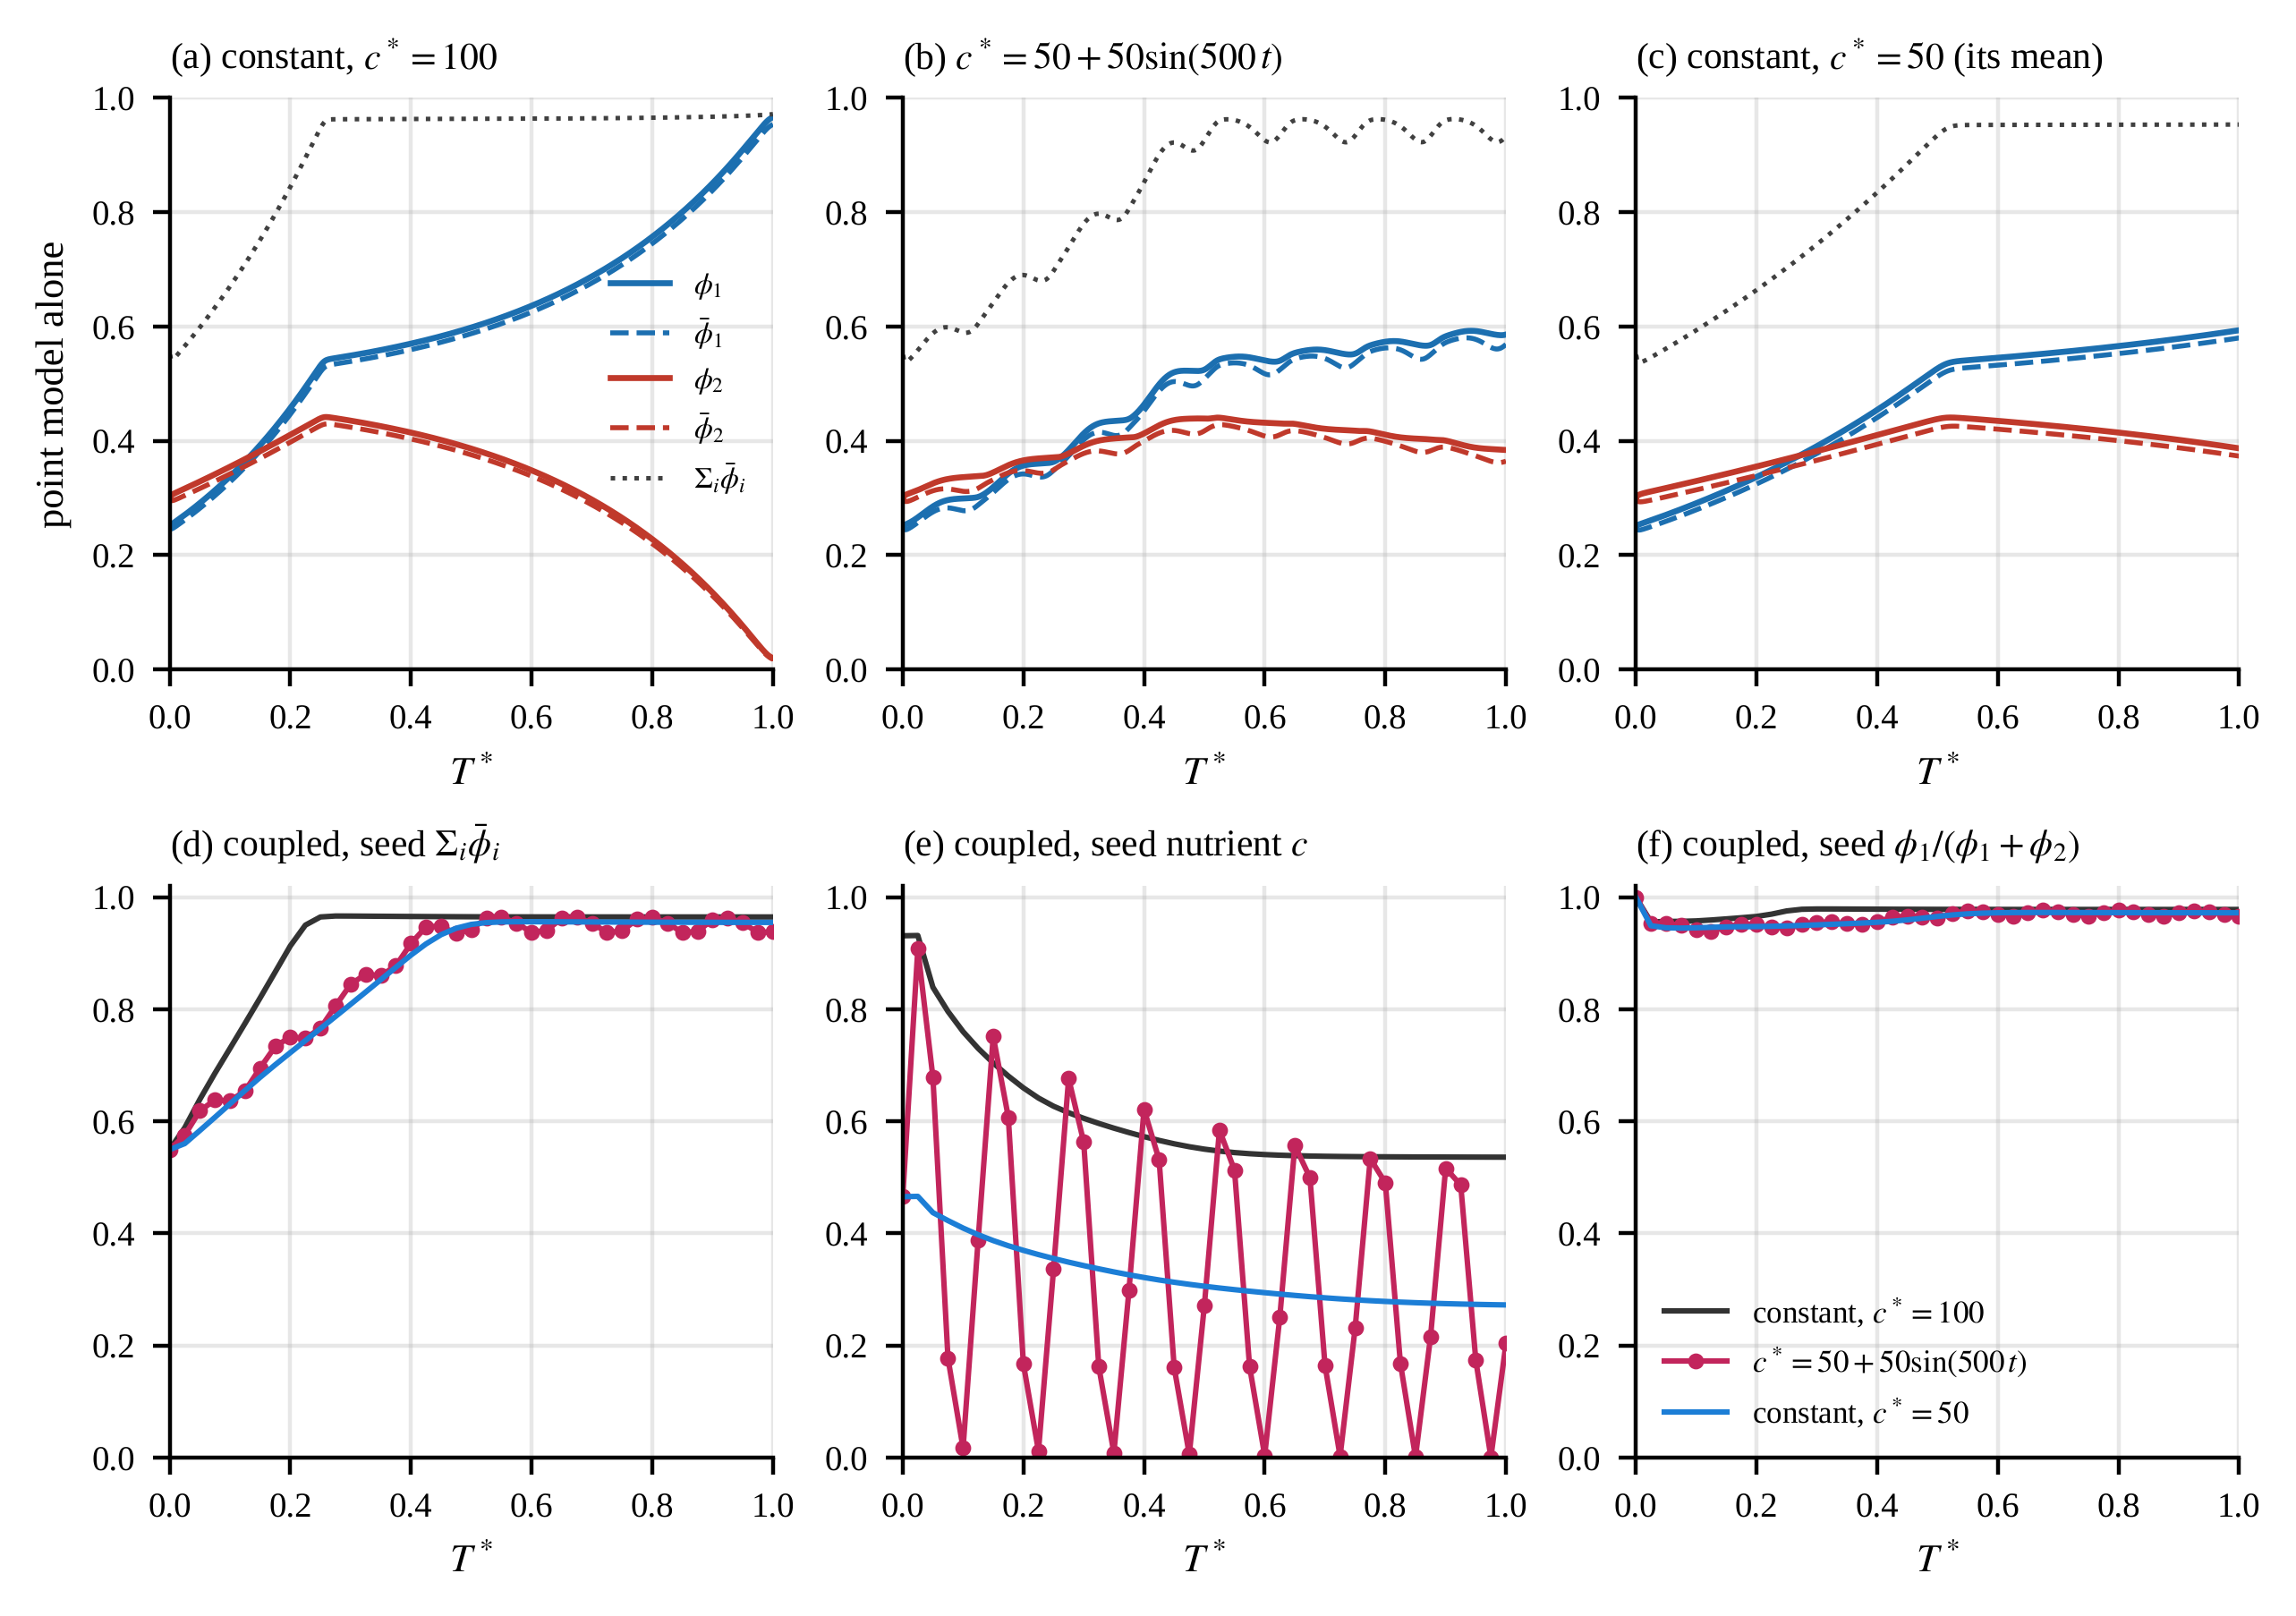 (a) constant, c* = 100
1.0
0.8
0.6
0.4
0.2
0.0
point model alone
ϕ₁
ϕ̄₁
ϕ₂
ϕ̄₂
Σᵢϕ̄ᵢ
0.0 0.2 0.4 0.6 0.8 1.0
T*
(b) c* = 50 + 50sin(500 t)
1.0
0.8
0.6
0.4
0.2
0.0
0.0 0.2 0.4 0.6 0.8 1.0
T*
(c) constant, c* = 50 (its mean)
1.0
0.8
0.6
0.4
0.2
0.0
0.0 0.2 0.4 0.6 0.8 1.0
T*
(d) coupled, seed Σᵢϕ̄ᵢ
1.0
0.8
0.6
0.4
0.2
0.0
0.0 0.2 0.4 0.6 0.8 1.0
T*
(e) coupled, seed nutrient c
1.0
0.8
0.6
0.4
0.2
0.0
0.0 0.2 0.4 0.6 0.8 1.0
T*
(f) coupled, seed ϕ₁/(ϕ₁ + ϕ₂)
1.0
0.8
0.6
0.4
0.2
0.0
constant, c* = 100
c* = 50 + 50sin(500 t)
constant, c* = 50
0.0 0.2 0.4 0.6 0.8 1.0
T*